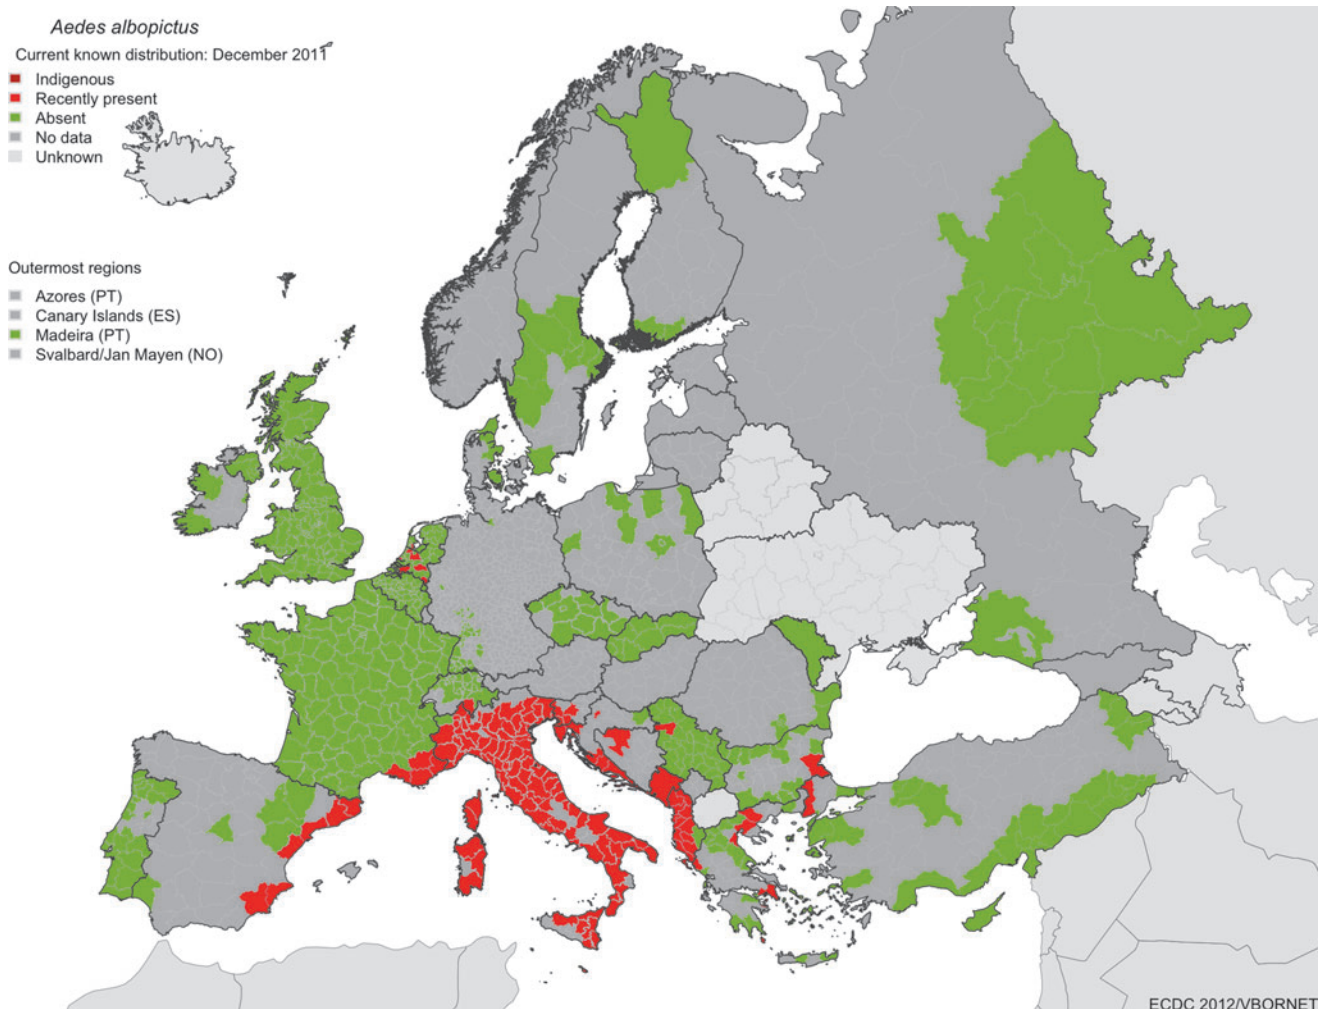 Aedes albopictus
Current known distribution: December 2011
Indigenous
Recently present
Absent
No data
Unknown
Outermost regions
Azores (PT)
Canary Islands (ES)
Madeira (PT)
Svalbard/Jan Mayen (NO)
ECDC 2012/VBORNET